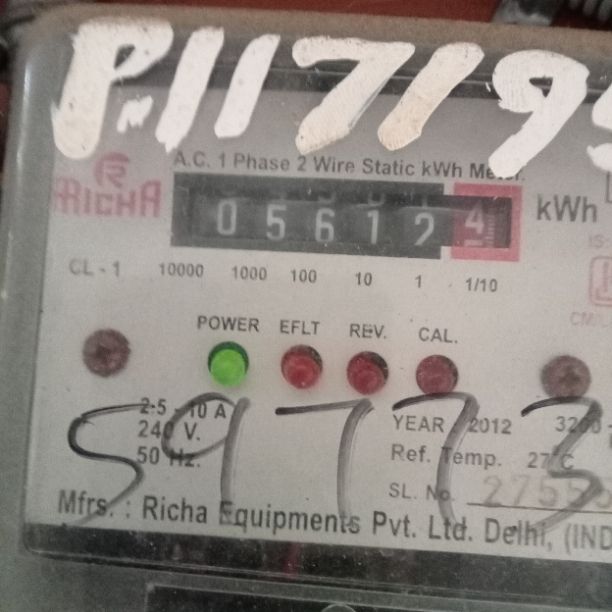 P.117195
A.C. 1 Phase 2 Wire Static kWh Meter.
RICHA
0 5 6 1 2 4
kWh
CL - 1 10000 1000 100 10 1 1/10
POWER EFLT REV. CAL.
2-5 - 10 A
240 V.
50 Hz.
YEAR 2012
Ref. Temp. 27°C
SL. No.
59773
Mfrs. : Richa Equipments Pvt. Ltd. Delhi, (IND